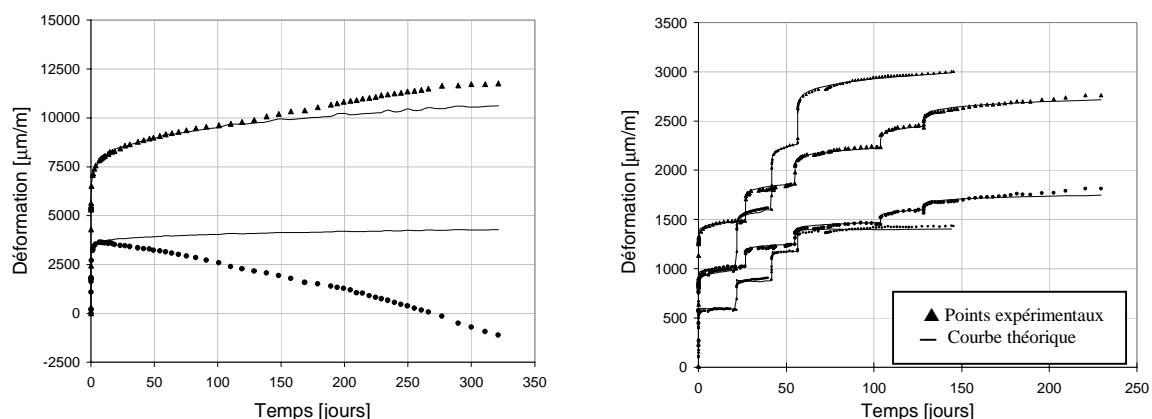 15000
12500
10000
7500
5000
2500
0
-2500
Déformation [μm/m]
0 50 100 150 200 250 300 350
Temps [jours]
3500
3000
2500
2000
1500
1000
500
0
Déformation [μm/m]
0 50 100 150 200 250
Temps [jours]
Points expérimentaux
Courbe théorique